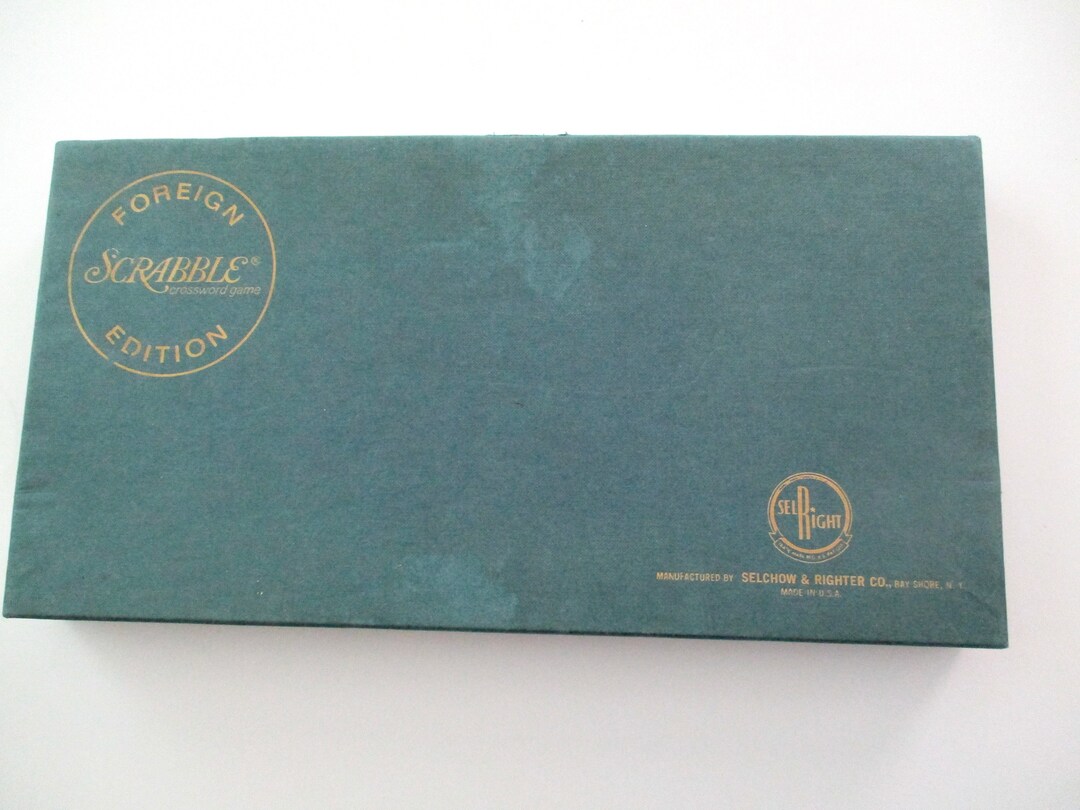 FOREIGN
SCRABBLE®
crossword game
EDITION
SEL RIGHT
MANUFACTURED BY SELCHOW & RIGHTER CO., BAY SHORE, N. Y.
MADE IN U.S.A.